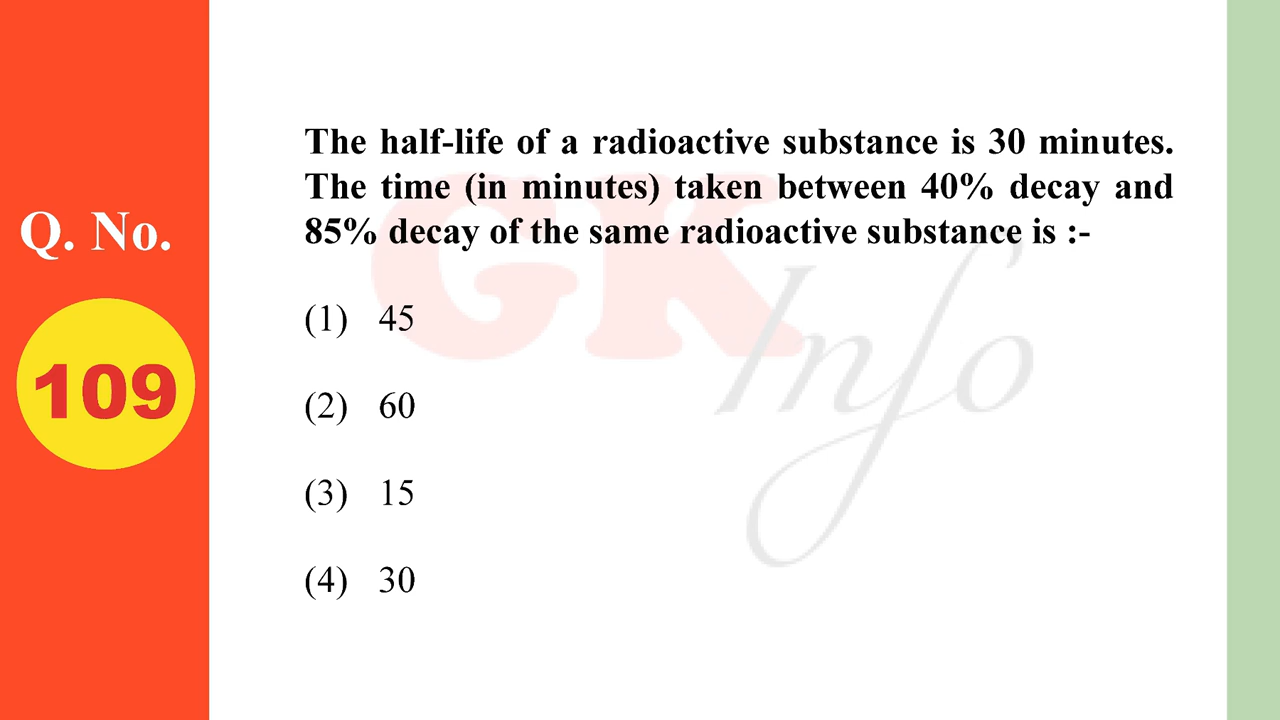 Q. No.
109
The half-life of a radioactive substance is 30 minutes.
The time (in minutes) taken between 40% decay and
85% decay of the same radioactive substance is :-
(1) 45
(2) 60
(3) 15
(4) 30
GK
Info